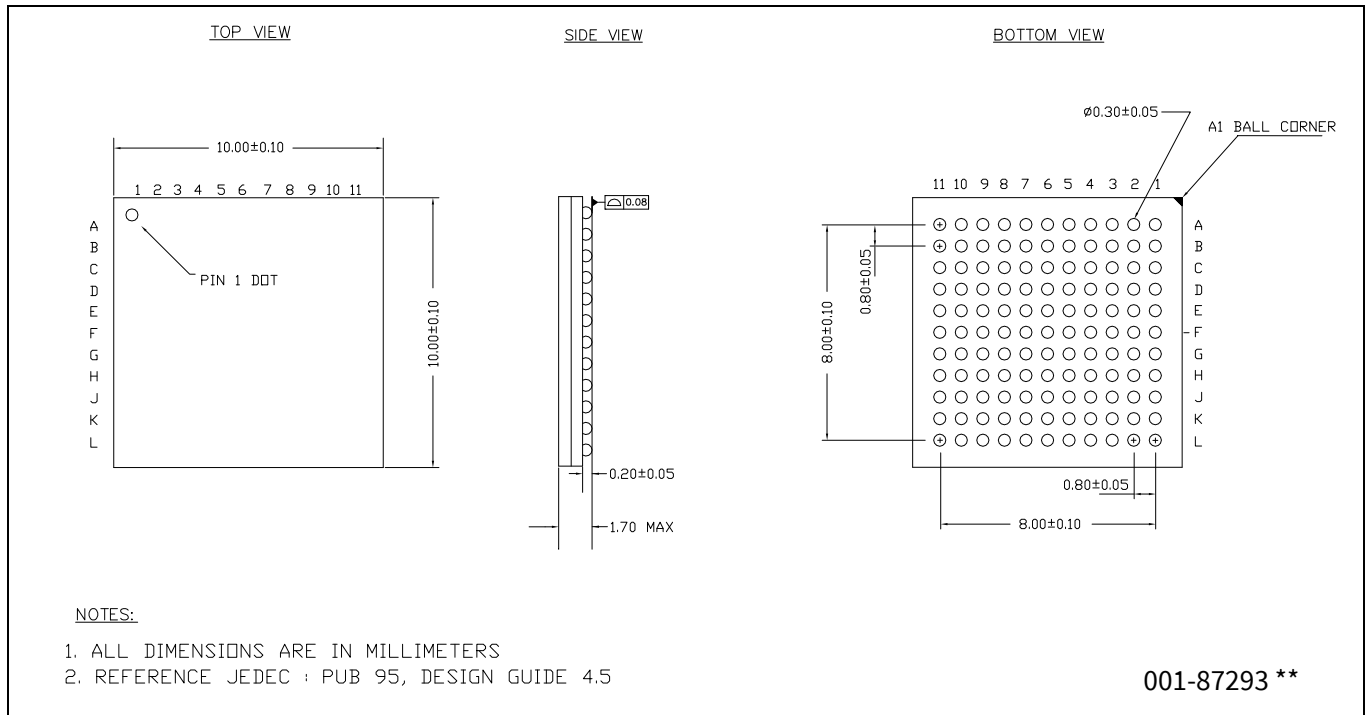 TOP VIEW
SIDE VIEW
BOTTOM VIEW
10.00±0.10
1 2 3 4 5 6 7 8 9 10 11
A
B
C
D
E
F
G
H
J
K
L
PIN 1 DOT
10.00±0.10
0.08
0.20±0.05
1.70 MAX
Ø0.30±0.05
A1 BALL CORNER
11 10 9 8 7 6 5 4 3 2 1
A
B
C
D
E
F
G
H
J
K
L
8.00±0.10
0.80±0.05
0.80±0.05
8.00±0.10
NOTES:
1. ALL DIMENSIONS ARE IN MILLIMETERS
2. REFERENCE JEDEC : PUB 95, DESIGN GUIDE 4.5
001-87293 **